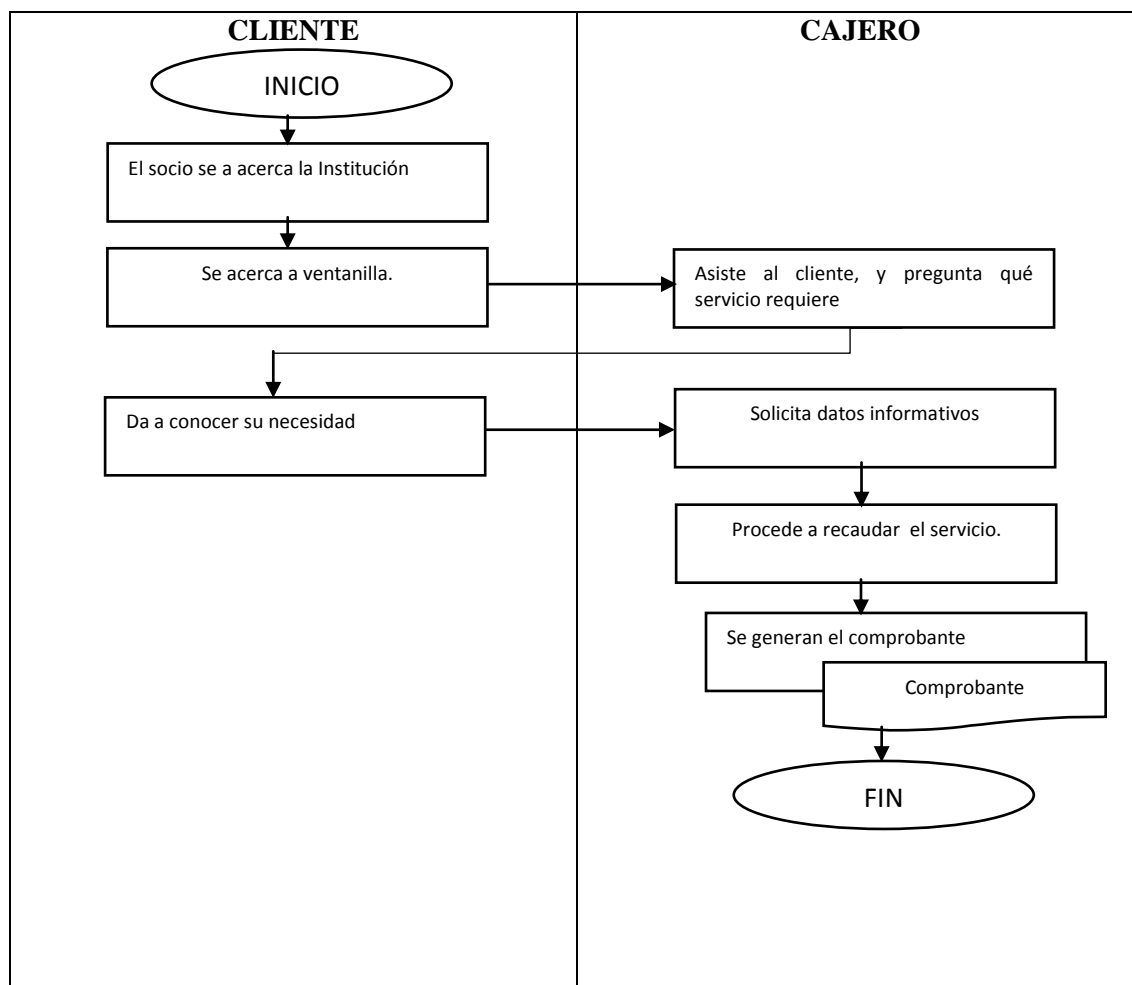 CLIENTE
CAJERO
INICIO
El socio se a acerca la Institución
Se acerca a ventanilla.
Asiste al cliente, y pregunta qué
servicio requiere
Da a conocer su necesidad
Solicita datos informativos
Procede a recaudar el servicio.
Se generan el comprobante
Comprobante
FIN